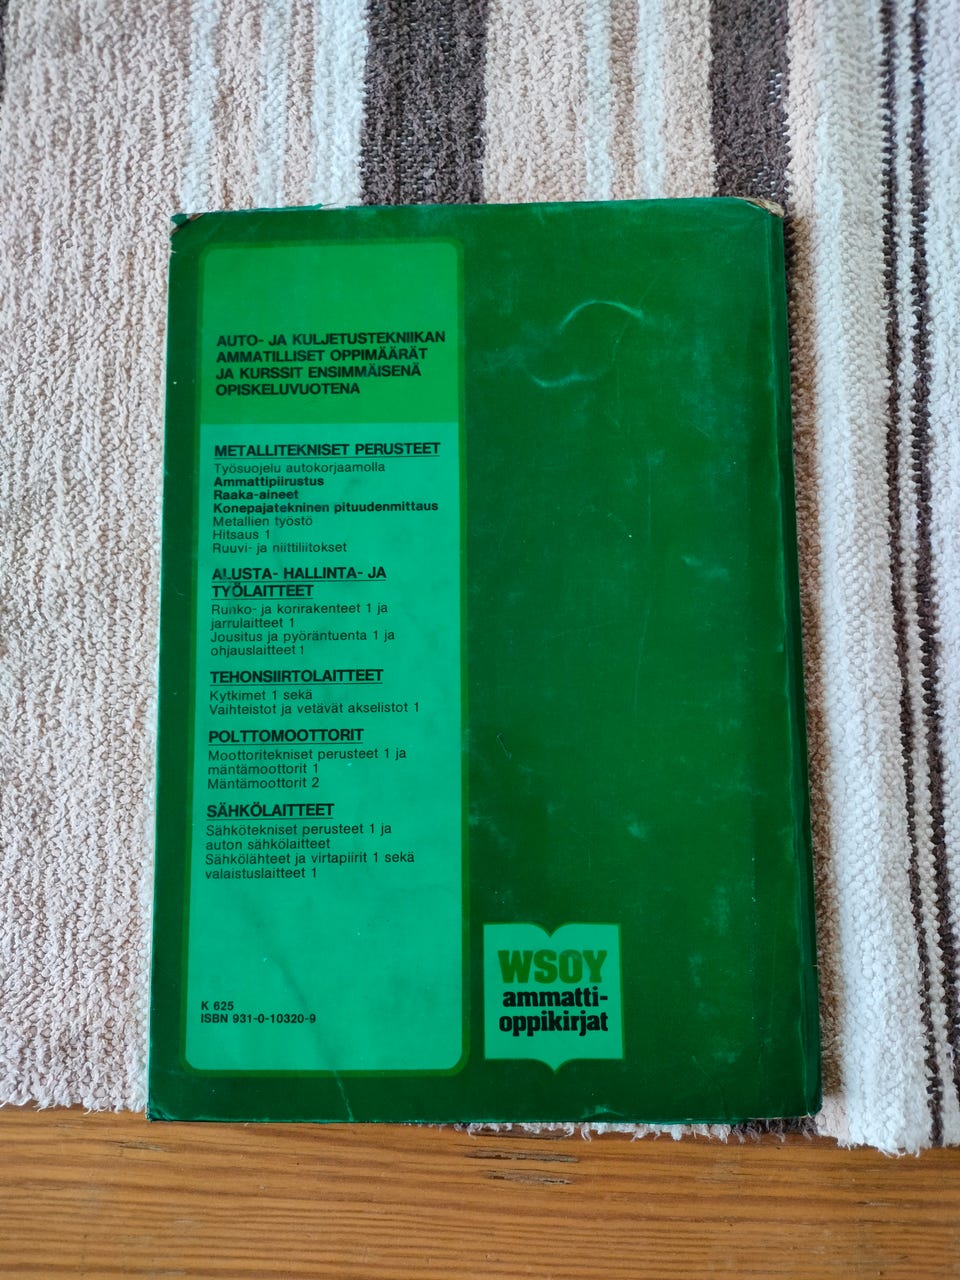 AUTO- JA KULJETUSTEKNIIKAN
AMMATILLISET OPPIMÄÄRÄT
JA KURSSIT ENSIMMÄISENÄ
OPISKELUVUOTENA
METALLITEKNISET PERUSTEET
Työsuojelu autokorjaamolla
Ammattipiirustus
Raaka-aineet
Konepajatekninen pituudenmittaus
Metallien työstö
Hitsaus 1
Ruuvi- ja niittiliitokset
ALUSTA- HALLINTA- JA
TYÖLAITTEET
Runko- ja korirakenteet 1 ja
jarrulaitteet 1
Jousitus ja pyöräntuenta 1 ja
ohjauslaitteet 1
TEHONSIIRTOLAITTEET
Kytkimet 1 sekä
Vaihteistot ja vetävät akselistot 1
POLTTOMOOTTORIT
Moottoritekniset perusteet 1 ja
mäntämoottorit 1
Mäntämoottorit 2
SÄHKÖLAITTEET
Sähkötekniset perusteet 1 ja
auton sähkölaitteet
Sähkölähteet ja virtapiirit 1 sekä
valaistuslaitteet 1
K 625
ISBN 931-0-10320-9
WSOY
ammatti-
oppikirjat